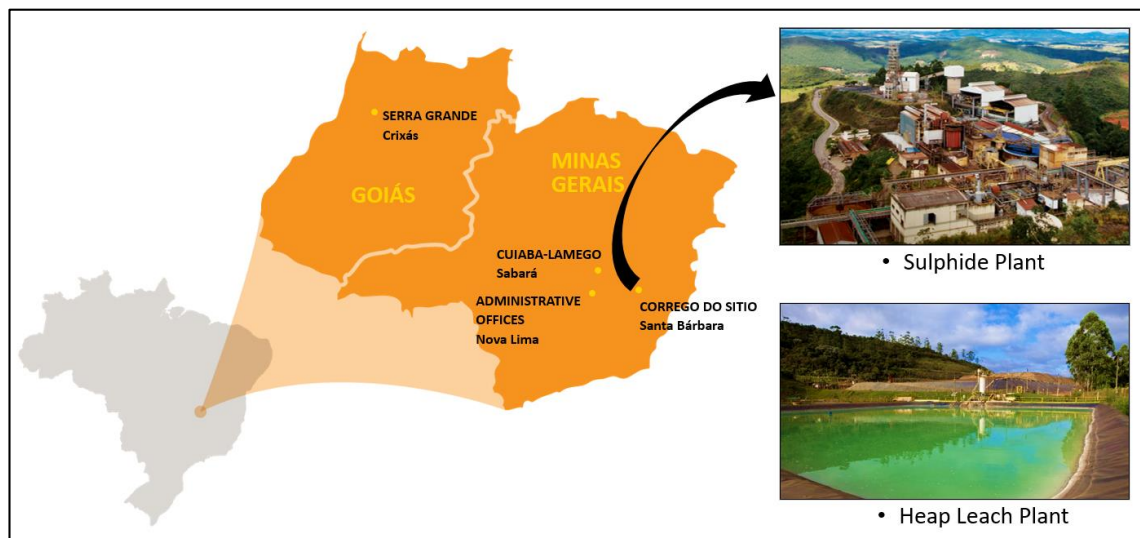 SERRA GRANDE
Crixás
GOIÁS
MINAS
GERAIS
CUIABA-LAMEGO
Sabará
ADMINISTRATIVE
OFFICES
Nova Lima
CORREGO DO SITIO
Santa Bárbara
• Sulphide Plant
• Heap Leach Plant